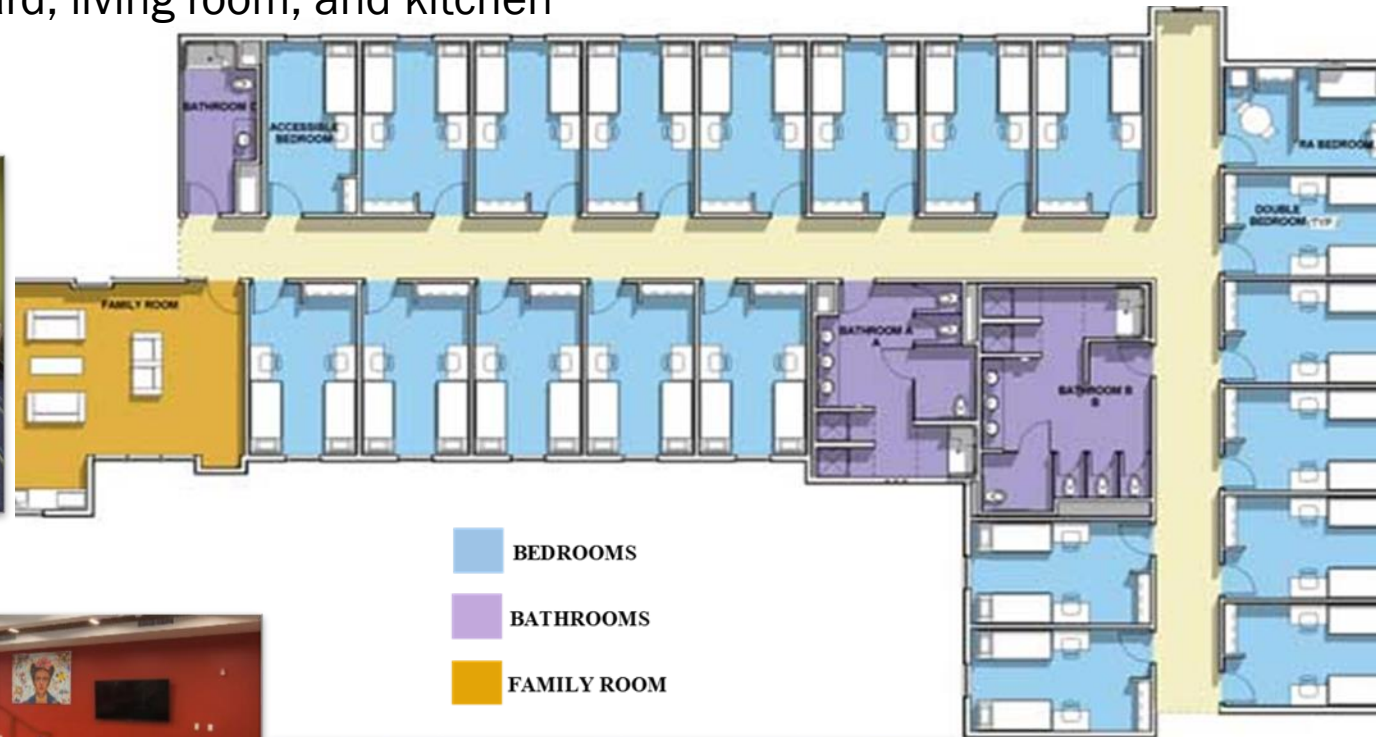 ard, living room, and kitchen
BATHROOM C
ACCESSIBLE
BEDROOM
RA BEDROOM
DOUBLE
BEDROOM (TYP.)
FAMILY ROOM
BATHROOM A
A
BATHROOM B
B
BEDROOMS
BATHROOMS
FAMILY ROOM